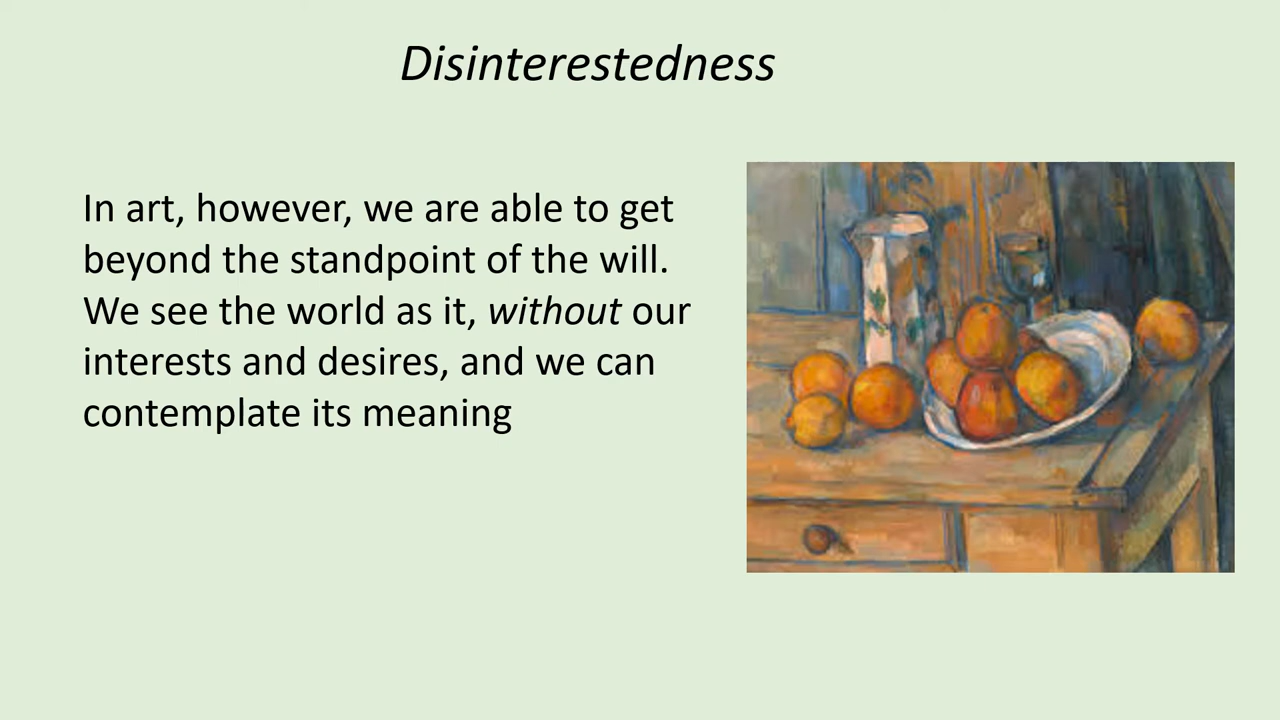 Disinterestedness
In art, however, we are able to get
beyond the standpoint of the will.
We see the world as it, without our
interests and desires, and we can
contemplate its meaning